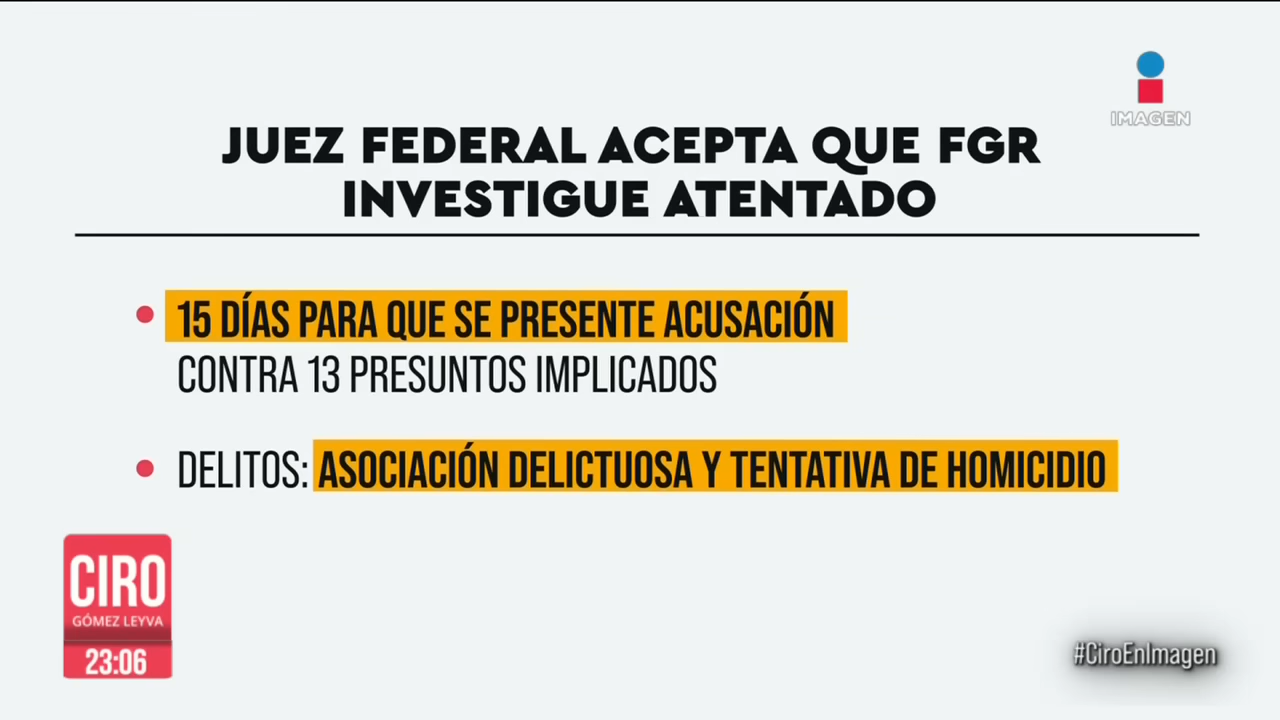 IMAGEN
JUEZ FEDERAL ACEPTA QUE FGR
INVESTIGUE ATENTADO
15 DÍAS PARA QUE SE PRESENTE ACUSACIÓN
CONTRA 13 PRESUNTOS IMPLICADOS
DELITOS: ASOCIACIÓN DELICTUOSA Y TENTATIVA DE HOMICIDIO
CIRO
GÓMEZ LEYVA
23:06
#CiroEnImagen